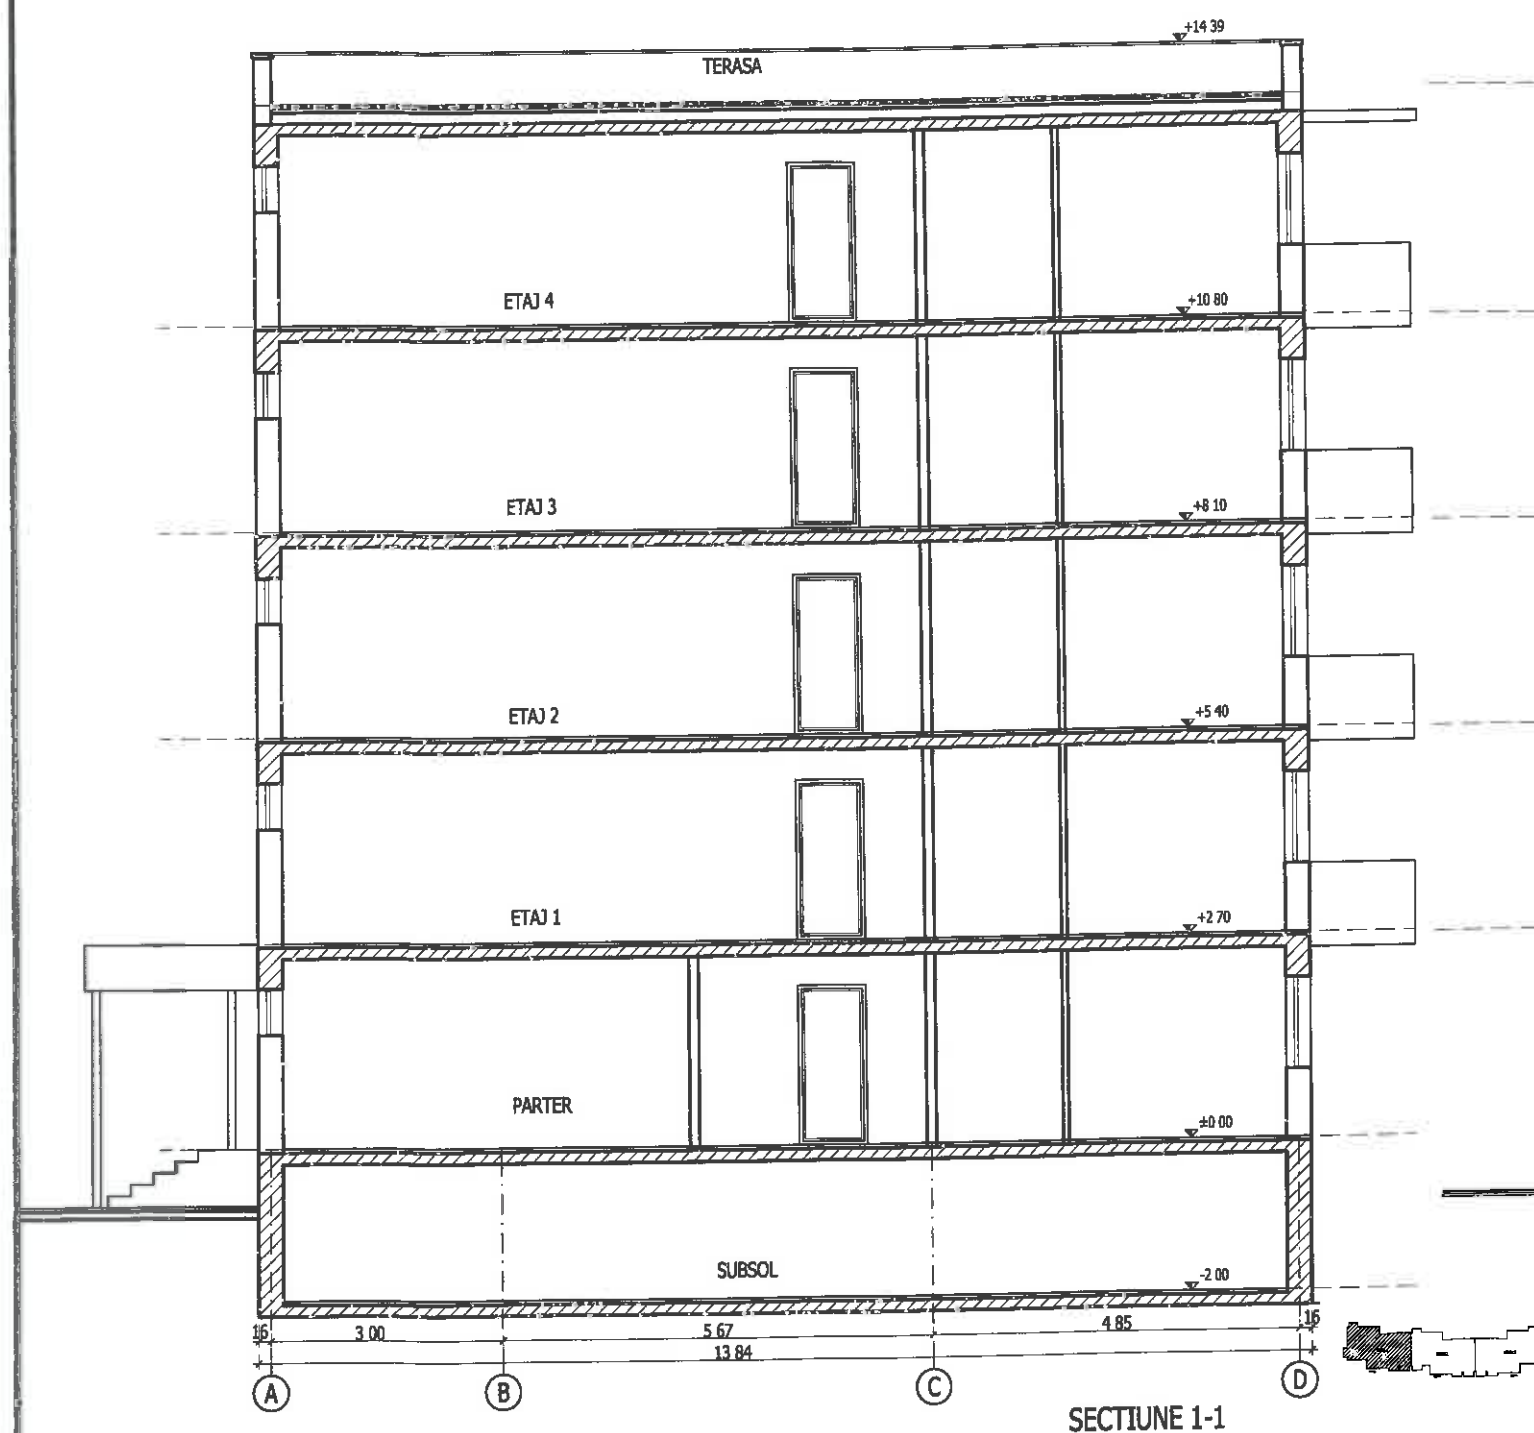 +14 39
TERASA
ETAJ 4
+10 80
ETAJ 3
+8 10
ETAJ 2
+5 40
ETAJ 1
+2 70
PARTER
±0 00
SUBSOL
-2 00
16 3 00 5 67 4 85 16
13 84
A B C D
SECTIUNE 1-1